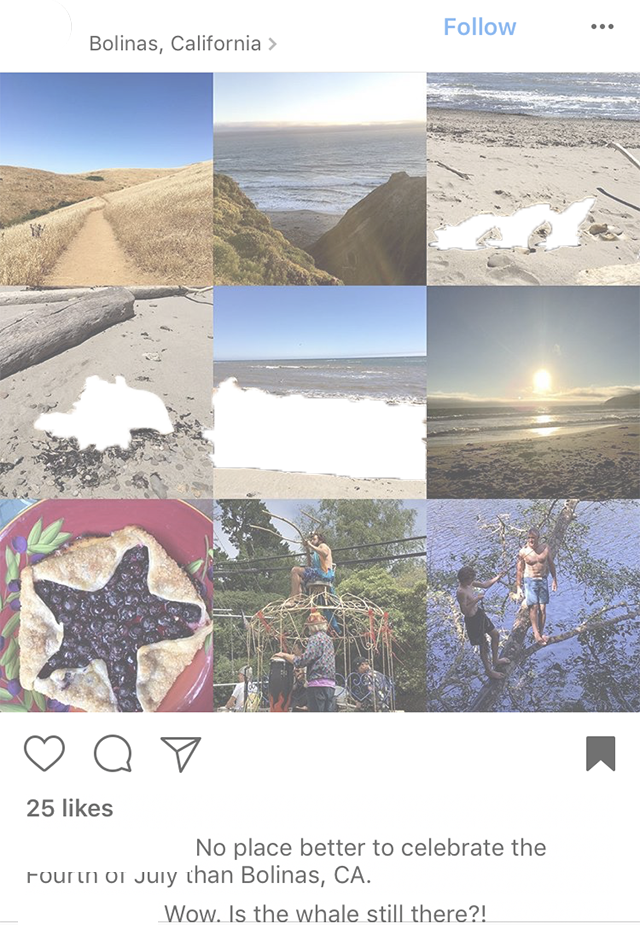 Bolinas, California
Follow
25 likes
No place better to celebrate the
Fourth of July than Bolinas, CA.
Wow. Is the whale still there?!